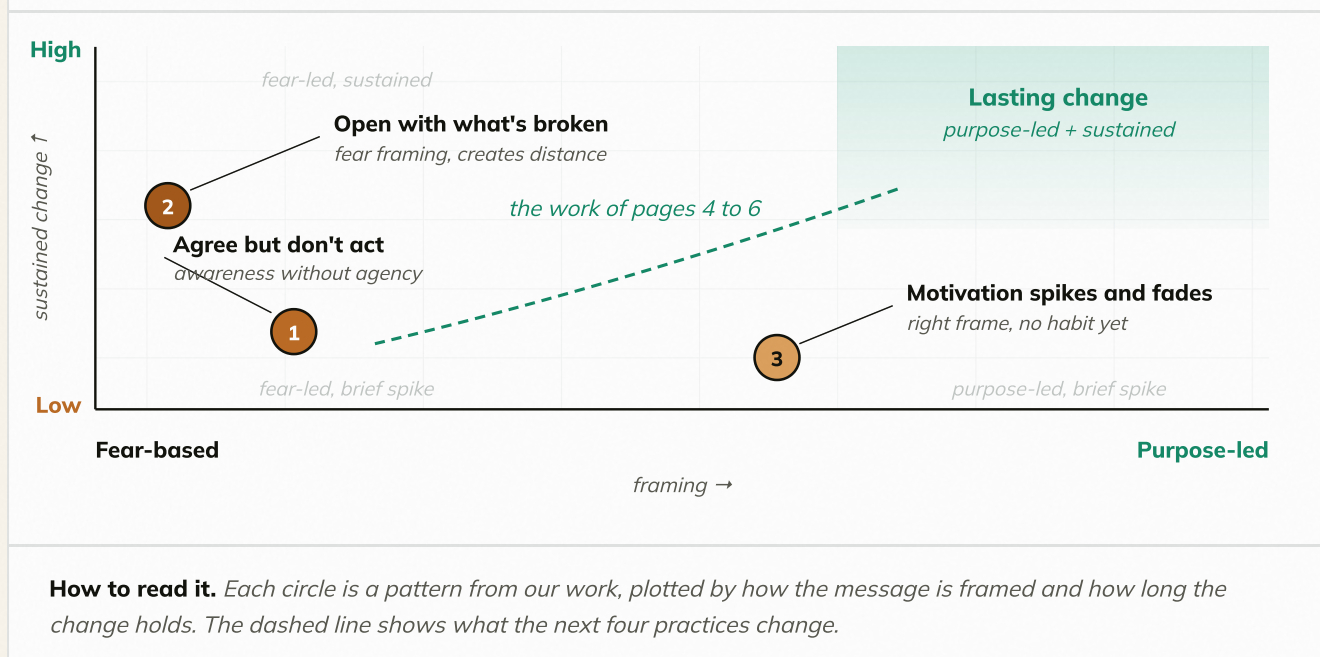 High
fear-led, sustained
Lasting change
Open with what's broken
purpose-led + sustained
fear framing, creates distance
sustained change ↑
2
the work of pages 4 to 6
Agree but don't act
awareness without agency
Motivation spikes and fades
right frame, no habit yet
1
3
fear-led, brief spike
purpose-led, brief spike
Low
Fear-based
Purpose-led
framing →
How to read it. Each circle is a pattern from our work, plotted by how the message is framed and how long the
change holds. The dashed line shows what the next four practices change.